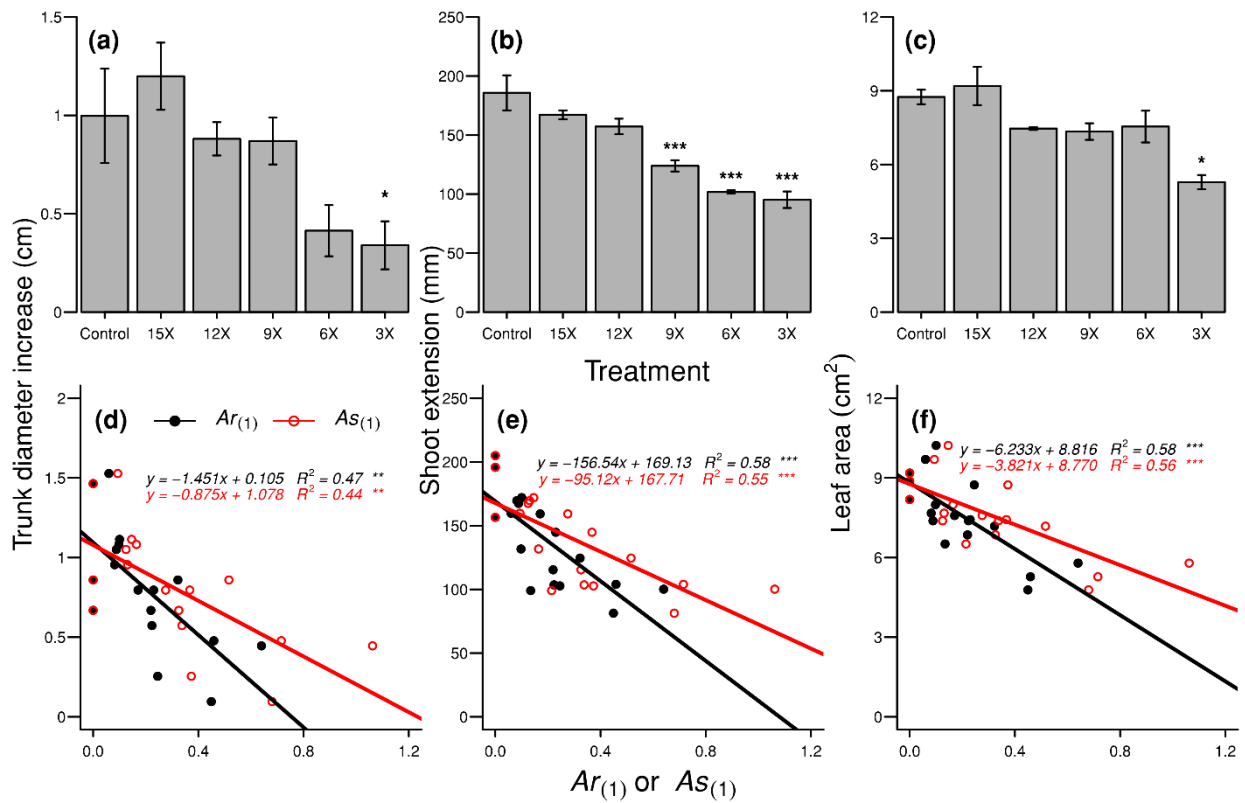 (a)
Trunk diameter increase (cm)
1.5
1
0.5
0
*
Control 15X 12X 9X 6X 3X
(b)
Shoot extension (mm)
250
200
150
100
50
0
*** *** ***
Control 15X 12X 9X 6X 3X
Treatment
(c)
Leaf area (cm²)
12
9
6
3
0
*
Control 15X 12X 9X 6X 3X
(d) Ar(1) As(1)
y = −1.451x + 0.105 R² = 0.47 **
y = −0.875x + 1.078 R² = 0.44 **
2
1.5
1
0.5
0
0.0 0.4 0.8 1.2
(e)
y = −156.54x + 169.13 R² = 0.58 ***
y = −95.12x + 167.71 R² = 0.55 ***
250
200
150
100
50
0
0.0 0.4 0.8 1.2
Ar(1) or As(1)
(f)
y = −6.233x + 8.816 R² = 0.58 ***
y = −3.821x + 8.770 R² = 0.56 ***
12
9
6
3
0
0.0 0.4 0.8 1.2